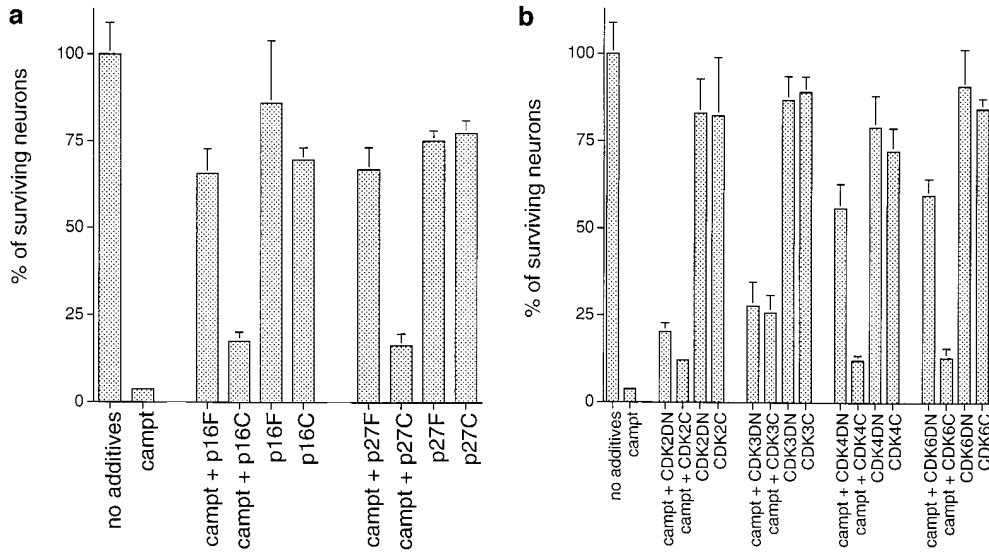 a
% of surviving neurons
100
75
50
25
0
no additives
campt
campt + p16F
campt + p16C
p16F
p16C
campt + p27F
campt + p27C
p27F
p27C
b
% of surviving neurons
100
75
50
25
0
no additives
campt
campt + CDK2DN
campt + CDK2C
CDK2DN
CDK2C
campt + CDK3DN
campt + CDK3C
CDK3DN
CDK3C
campt + CDK4DN
campt + CDK4C
CDK4DN
CDK4C
campt + CDK6DN
campt + CDK6C
CDK6DN
CDK6C